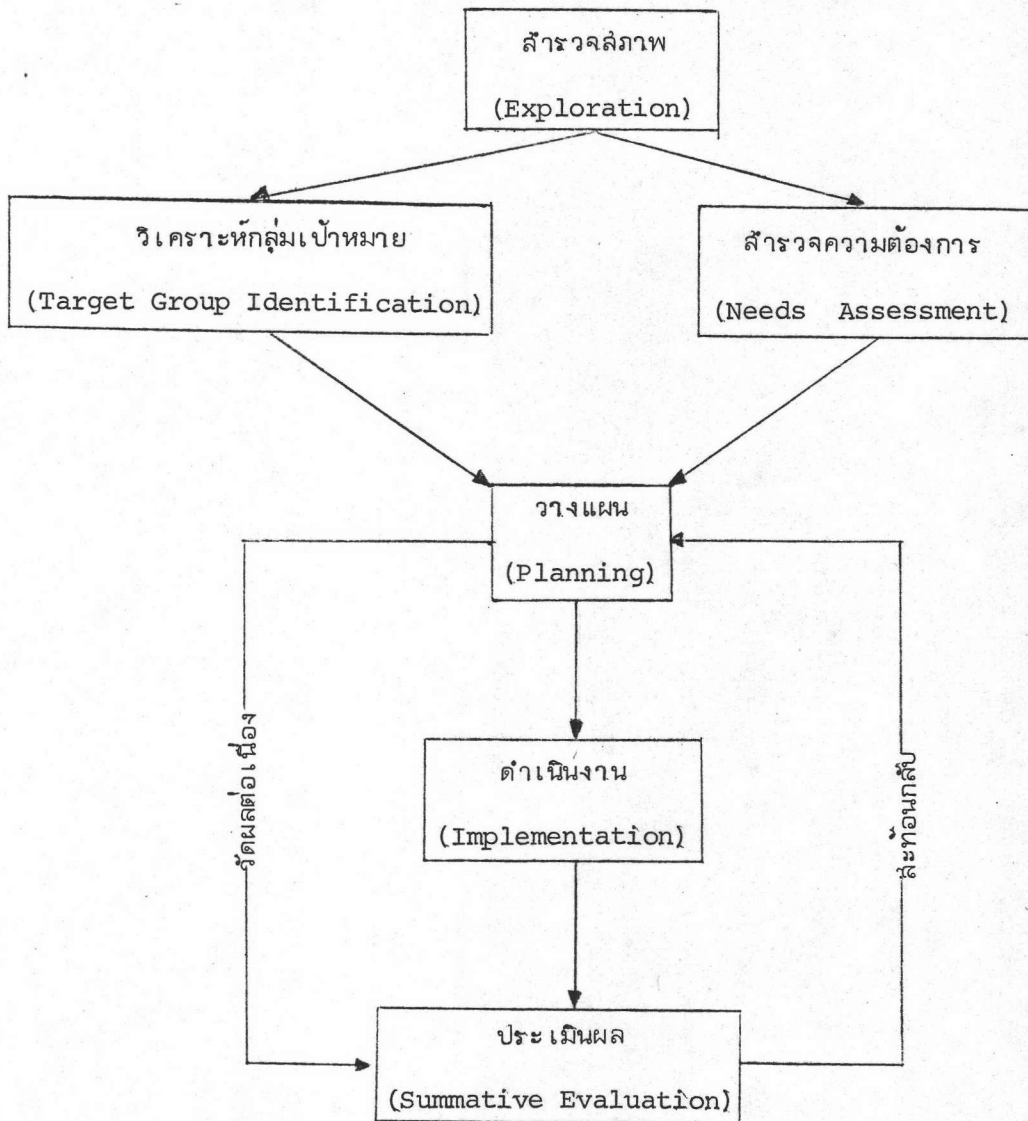 สำรวจสภาพ
(Exploration)
วิเคราะห์กลุ่มเป้าหมาย
(Target Group Identification)
สำรวจความต้องการ
(Needs Assessment)
วางแผน
(Planning)
วัดผลต่อเนื่อง
สะท้อนกลับ
ดำเนินงาน
(Implementation)
ประเมินผล
(Summative Evaluation)